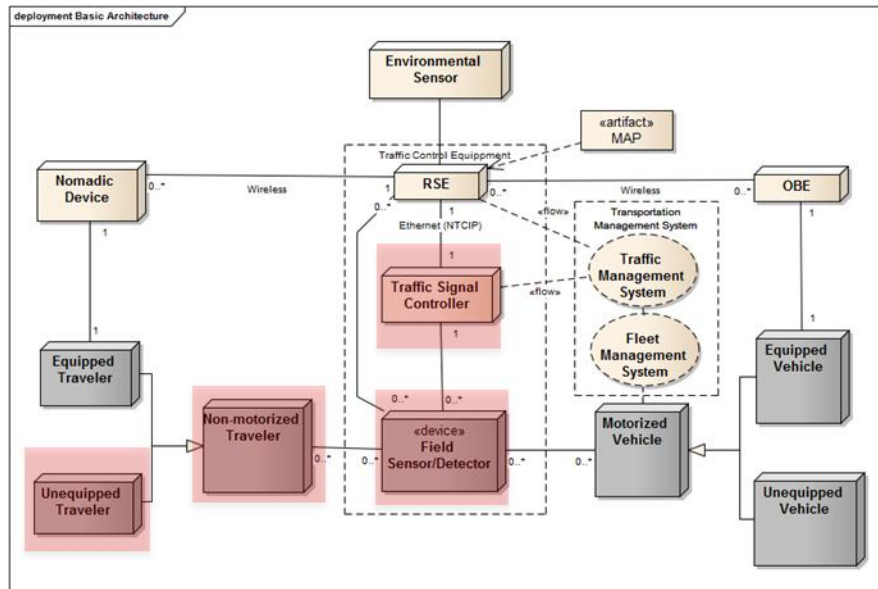 deployment Basic Architecture
Environmental
Sensor
«artifact»
MAP
Traffic Control Equippment
Nomadic
Device
0..*
Wireless
1
RSE
0..*
Wireless
0..*
OBE
0..*
1
1
1
«flow»
Transportation
Management System
Ethernet (NTCIP)
Traffic
Management
System
1
Traffic Signal
Controller
«flow»
1
1
1
Fleet
Management
System
Equipped
Traveler
Equipped
Vehicle
0..*
0..*
Non-motorized
Traveler
«device»
Field
Sensor/Detector
Motorized
Vehicle
0..*
0..*
0..*
0..*
Unequipped
Traveler
Unequipped
Vehicle